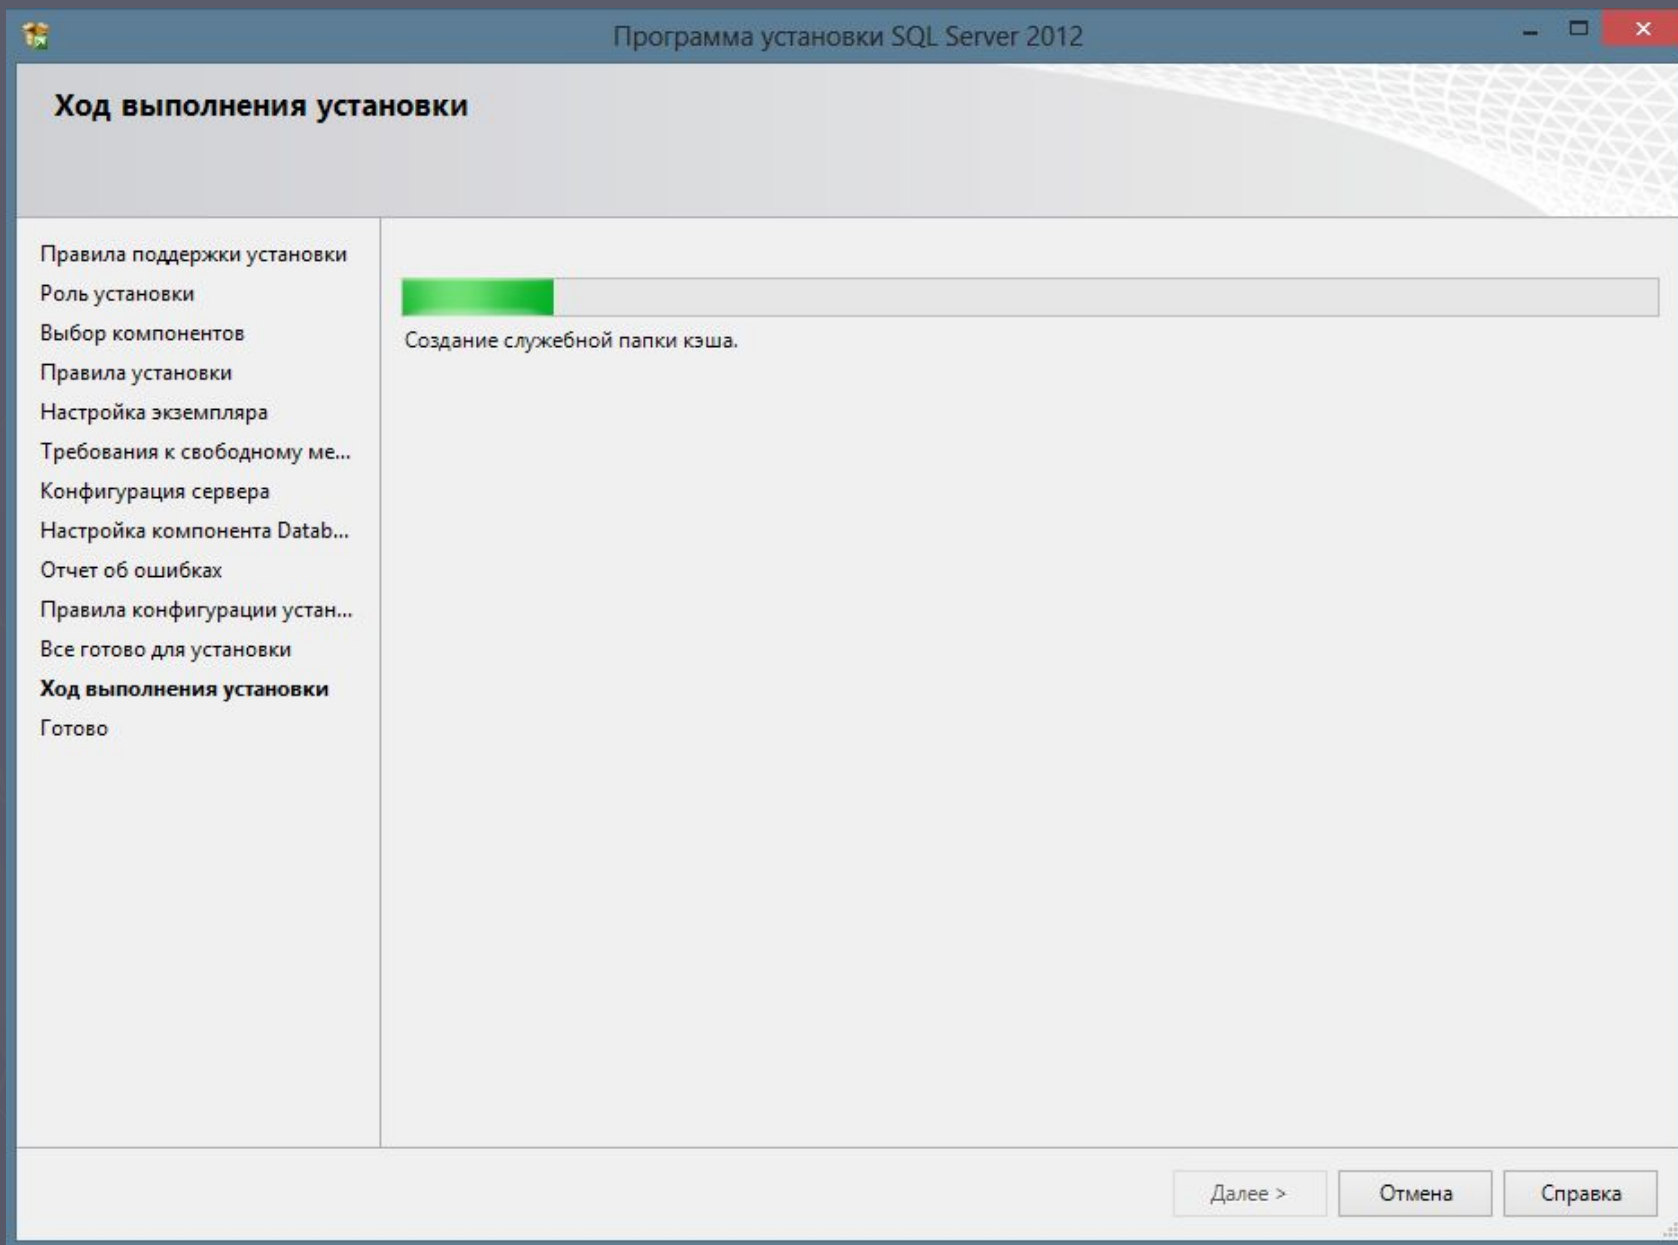 Программа установки SQL Server 2012
Ход выполнения установки
Правила поддержки установки
Роль установки
Выбор компонентов
Правила установки
Настройка экземпляра
Требования к свободному ме...
Конфигурация сервера
Настройка компонента Datab...
Отчет об ошибках
Правила конфигурации устан...
Все готово для установки
Ход выполнения установки
Готово
Создание служебной папки кэша.
Далее >
Отмена
Справка